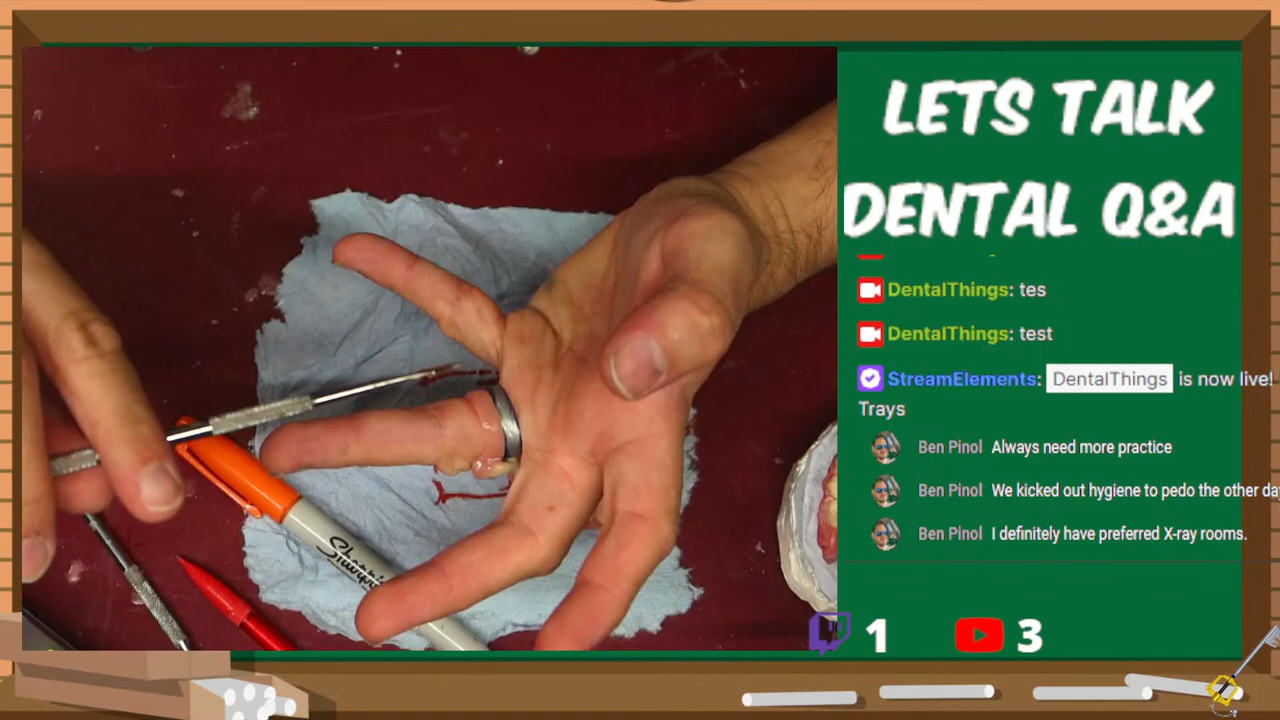 LETS TALK
DENTAL Q&A
DentalThings: tes
DentalThings: test
StreamElements: DentalThings is now live!
Trays
Ben Pinol Always need more practice
Ben Pinol We kicked out hygiene to pedo the other
Ben Pinol I definitely have preferred X-ray rooms.
Sharpie
1 3